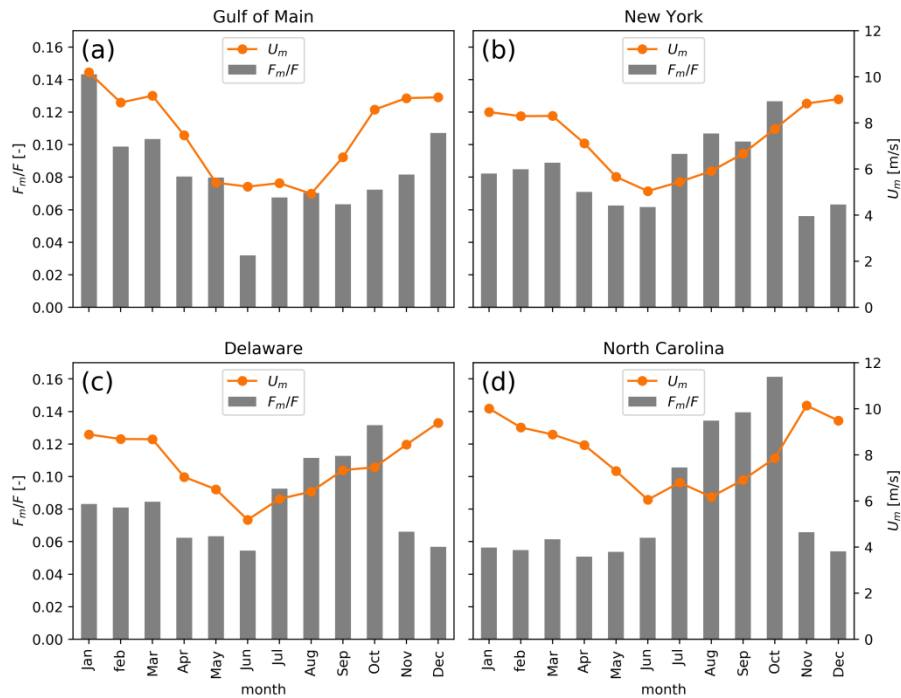 Gulf of Main
New York
(a)
U_m
F_m/F
0.16
0.14
0.12
0.10
0.08
0.06
0.04
0.02
0.00
F_m/F [-]
(b)
U_m
F_m/F
12
10
8
6
4
2
0
U_m [m/s]
Delaware
North Carolina
(c)
U_m
F_m/F
0.16
0.14
0.12
0.10
0.08
0.06
0.04
0.02
0.00
F_m/F [-]
Jan feb Mar Apr May Jun Jul Aug Sep Oct Nov Dec
month
(d)
U_m
F_m/F
12
10
8
6
4
2
0
U_m [m/s]
Jan feb Mar Apr May Jun Jul Aug Sep Oct Nov Dec
month